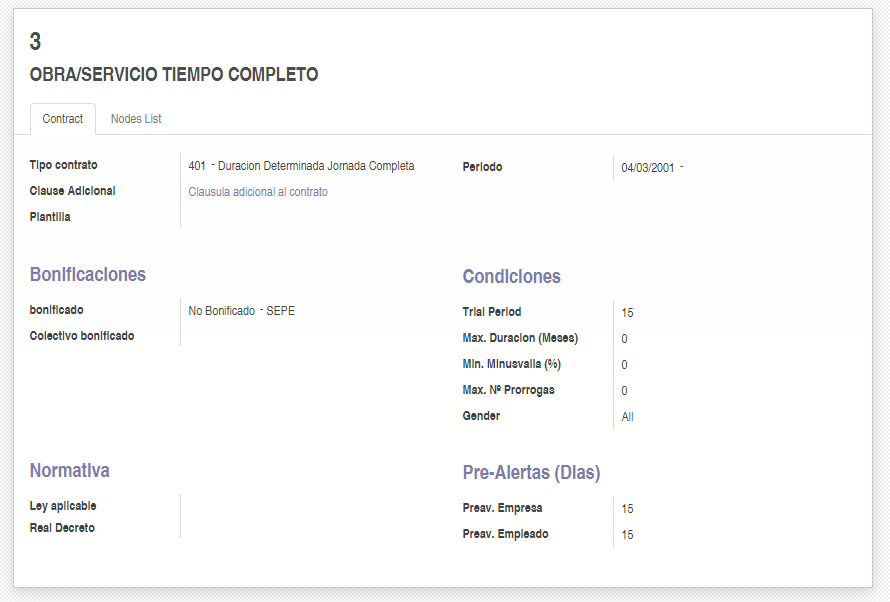 3
OBRA/SERVICIO TIEMPO COMPLETO
Contract Nodes List
Tipo contrato 401 - Duracion Determinada Jornada Completa
Clause Adicional Clausula adicional al contrato
Plantilla
Periodo 04/03/2001 -
Bonificaciones
bonificado No Bonificado - SEPE
Colectivo bonificado
Condiciones
Trial Period 15
Max. Duracion (Meses) 0
Min. Minusvalia (%) 0
Max. Nº Prorrogas 0
Gender All
Normativa
Ley aplicable
Real Decreto
Pre-Alertas (Dias)
Preav. Empresa 15
Preav. Empleado 15